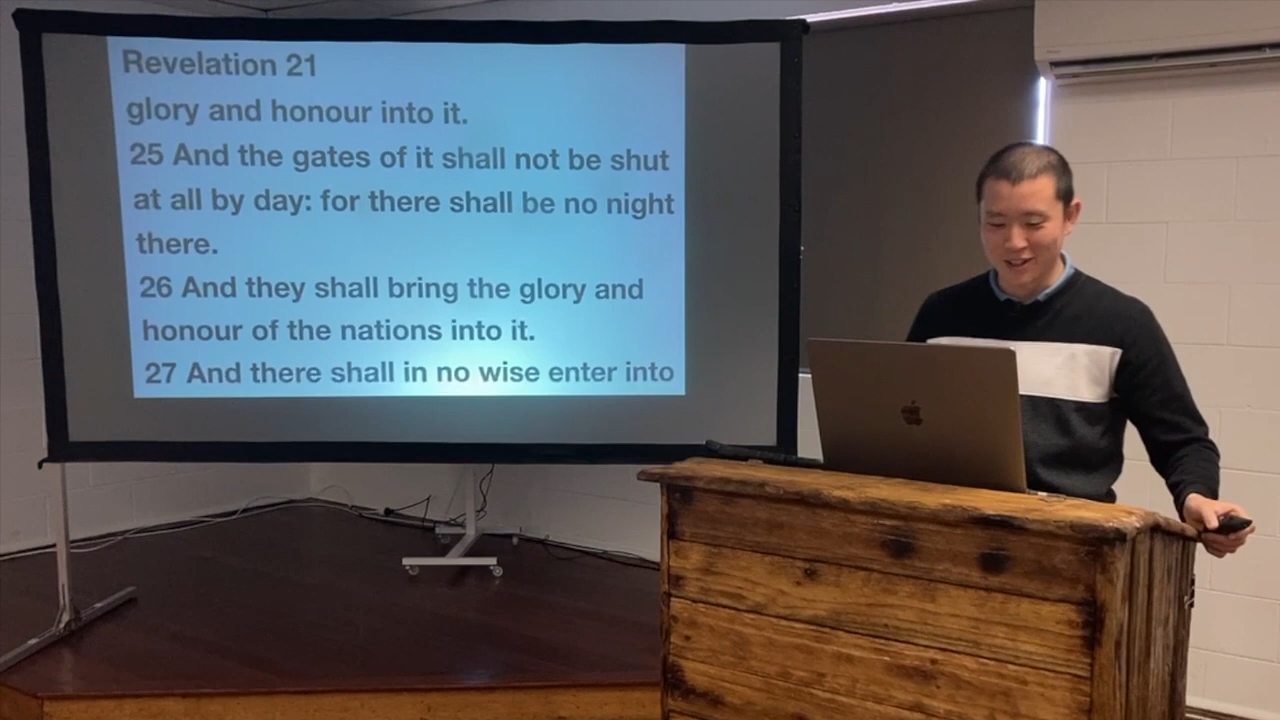 Revelation 21
glory and honour into it.
25 And the gates of it shall not be shut
at all by day: for there shall be no night
there.
26 And they shall bring the glory and
honour of the nations into it.
27 And there shall in no wise enter into